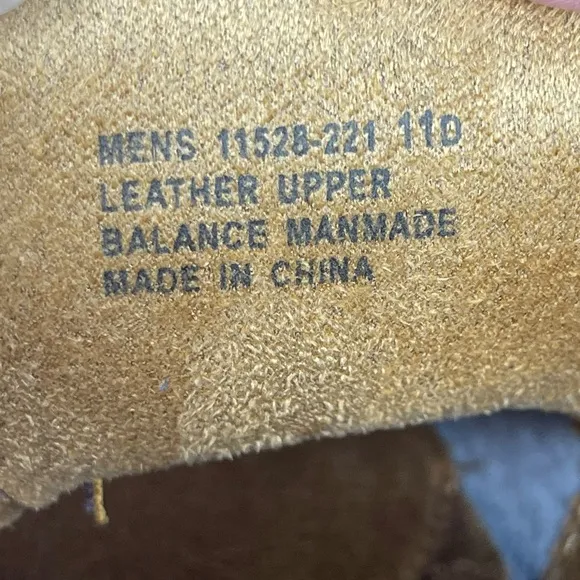 MENS 11528-221 11D
LEATHER UPPER
BALANCE MANMADE
MADE IN CHINA